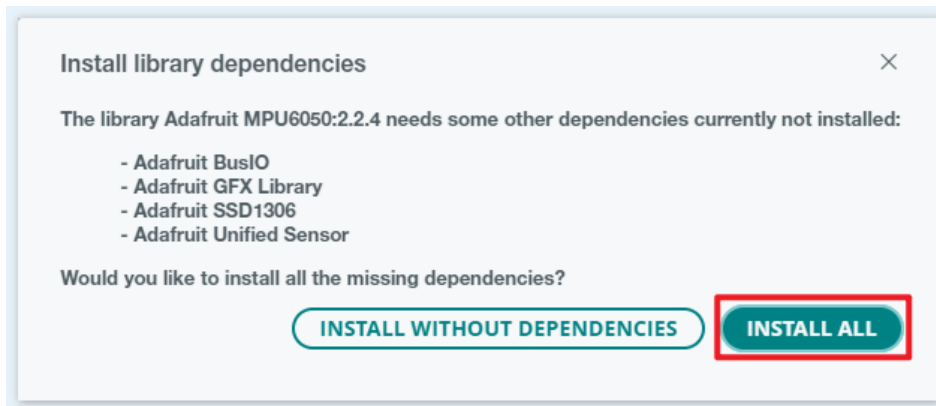 Install library dependencies
The library Adafruit MPU6050:2.2.4 needs some other dependencies currently not installed:
- Adafruit BusIO
- Adafruit GFX Library
- Adafruit SSD1306
- Adafruit Unified Sensor
Would you like to install all the missing dependencies?
INSTALL WITHOUT DEPENDENCIES INSTALL ALL